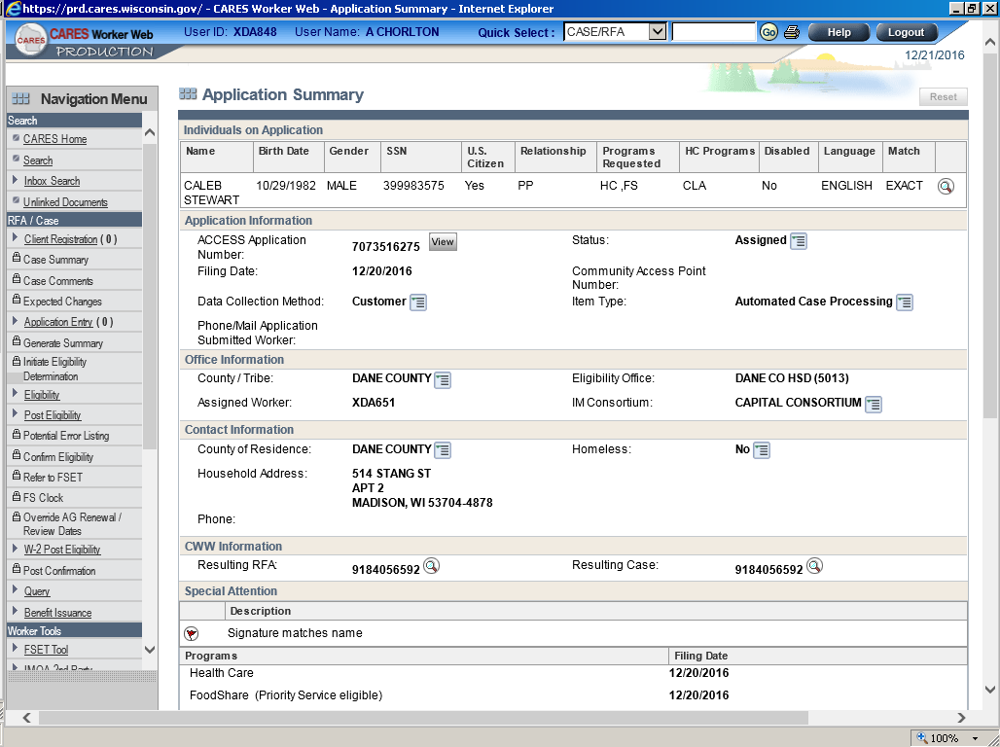 https://prd.cares.wisconsin.gov/ - CARES Worker Web - Application Summary - Internet Explorer
CARES CARES Worker Web User ID: XDA848 User Name: A CHORLTON Quick Select : CASE/RFA Go Help Logout
PRODUCTION
12/21/2016
Navigation Menu
Search
CARES Home
Search
Inbox Search
Unlinked Documents
RFA / Case
Client Registration ( 0 )
Case Summary
Case Comments
Expected Changes
Application Entry ( 0 )
Generate Summary
Initiate Eligibility
Determination
Eligibility
Post Eligibility
Potential Error Listing
Confirm Eligibility
Refer to FSET
FS Clock
Override AG Renewal /
Review Dates
W-2 Post Eligibility
Post Confirmation
Query
Benefit Issuance
Worker Tools
FSET Tool
Application Summary
Reset
Individuals on Application
Name Birth Date Gender SSN U.S. Citizen Relationship Programs Requested HC Programs Disabled Language Match
CALEB STEWART 10/29/1982 MALE 399983575 Yes PP HC ,FS CLA No ENGLISH EXACT
Application Information
ACCESS Application Number: 7073516275 View Status: Assigned
Filing Date: 12/20/2016 Community Access Point Number:
Data Collection Method: Customer Item Type: Automated Case Processing
Phone/Mail Application
Submitted Worker:
Office Information
County / Tribe: DANE COUNTY Eligibility Office: DANE CO HSD (5013)
Assigned Worker: XDA651 IM Consortium: CAPITAL CONSORTIUM
Contact Information
County of Residence: DANE COUNTY Homeless: No
Household Address: 514 STANG ST
APT 2
MADISON, WI 53704-4878
Phone:
CWW Information
Resulting RFA: 9184056592 Resulting Case: 9184056592
Special Attention
Description
Signature matches name
Programs Filing Date
Health Care 12/20/2016
FoodShare (Priority Service eligible) 12/20/2016
100%